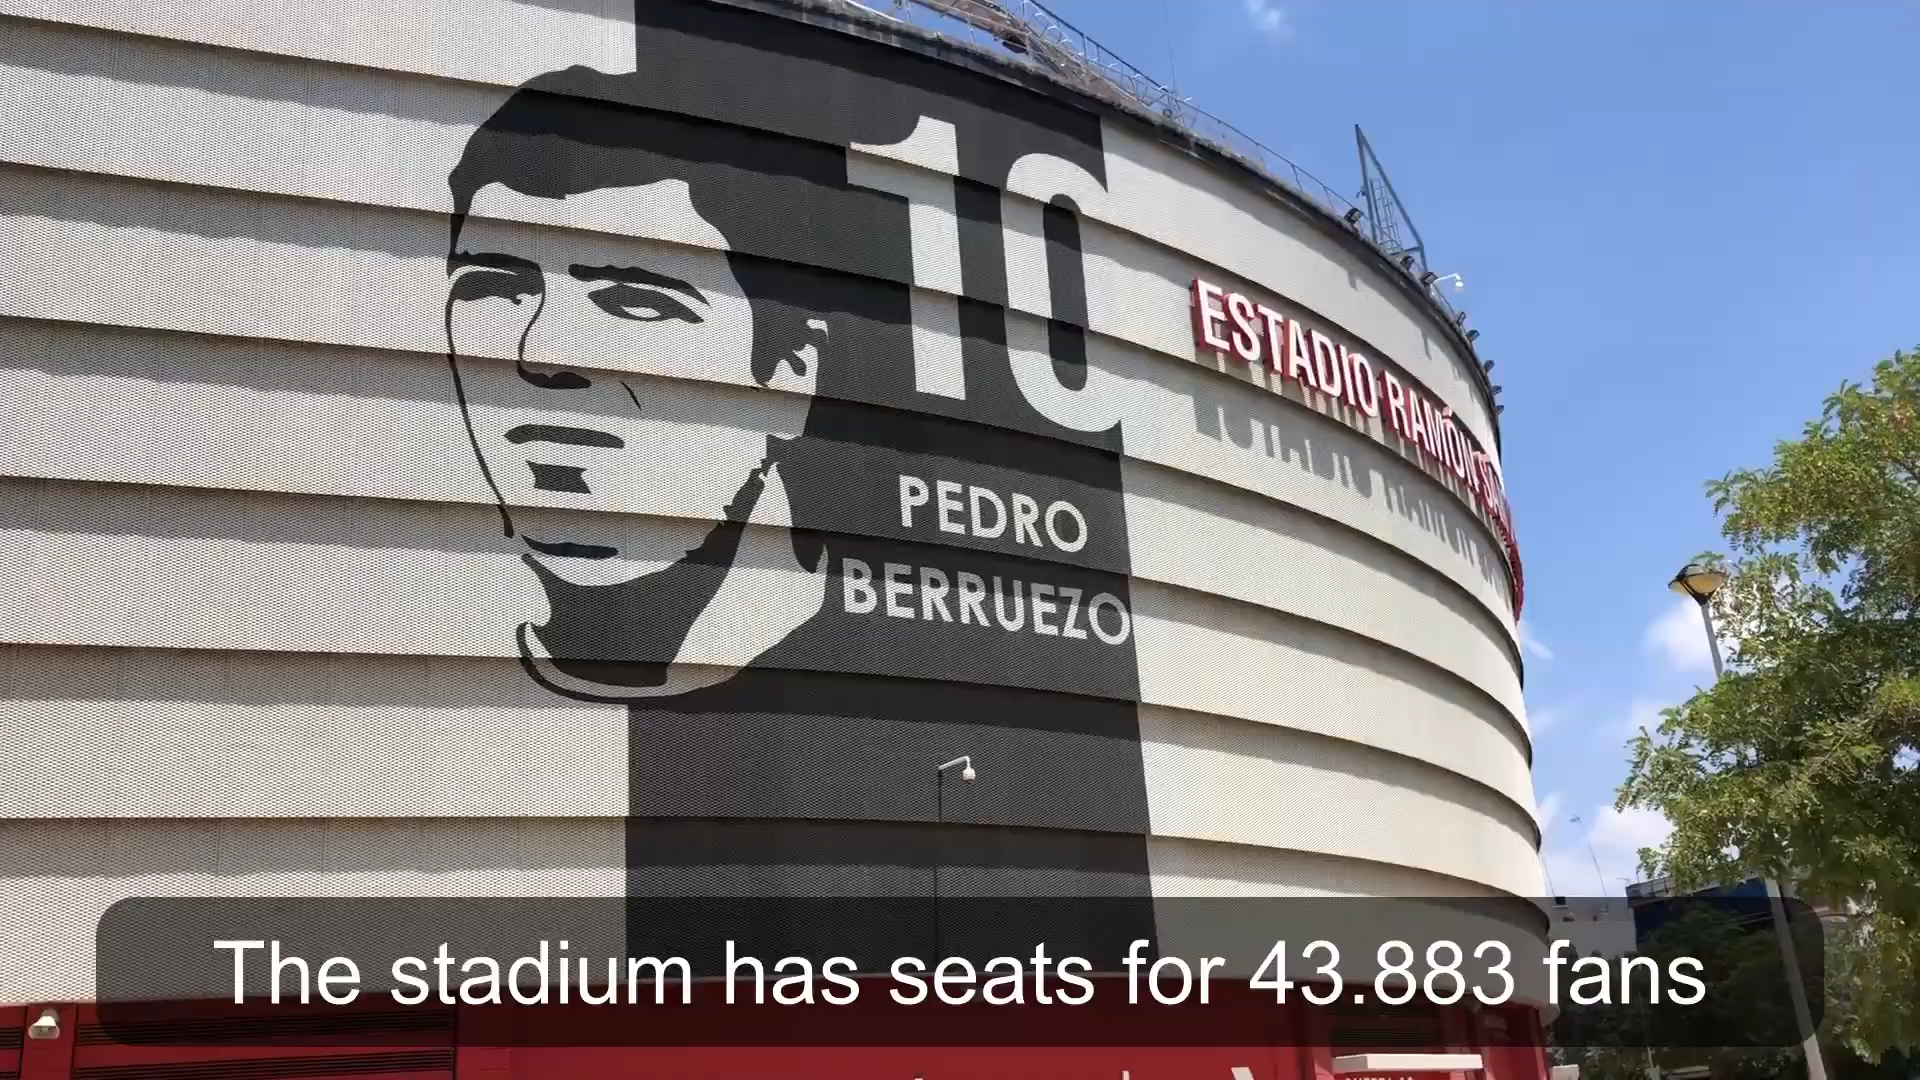 10
PEDRO
BERRUEZO
ESTADIO RAMÓN
The stadium has seats for 43.883 fans